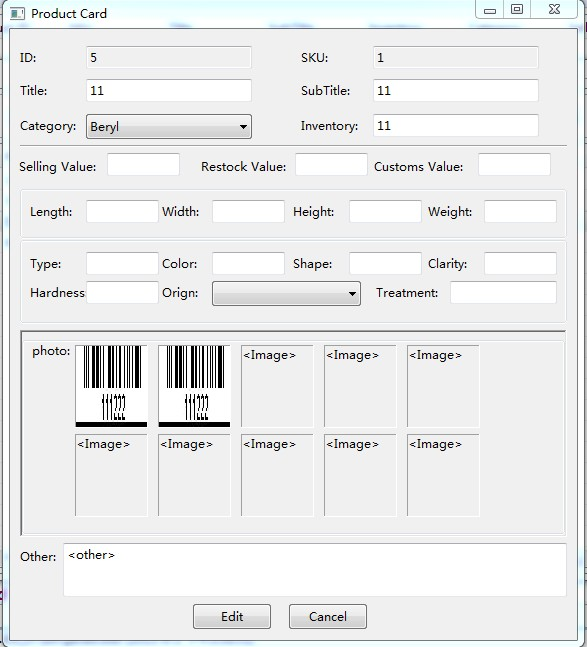 Product Card
ID: 5 SKU: 1
Title: 11 SubTitle: 11
Category: Beryl Inventory: 11
Selling Value: Restock Value: Customs Value:
Length: Width: Height: Weight:
Type: Color: Shape: Clarity:
Hardness Orign: Treatment:
photo: <Image> <Image> <Image>
111222 111222
<Image> <Image> <Image> <Image> <Image>
Other: <other>
Edit Cancel